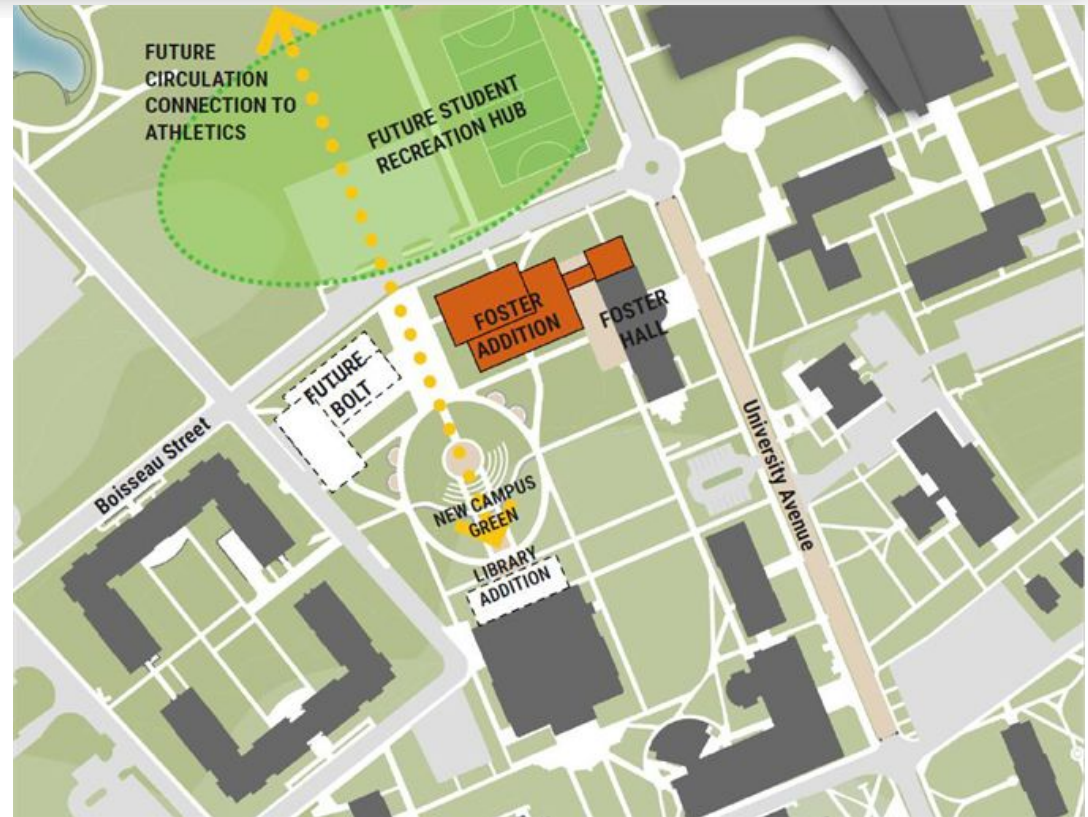 FUTURE
CIRCULATION
CONNECTION TO
ATHLETICS
FUTURE STUDENT
RECREATION HUB
FOSTER
ADDITION
FOSTER
HALL
FUTURE
BOLT
Boisseau Street
University Avenue
NEW CAMPUS
GREEN
LIBRARY
ADDITION